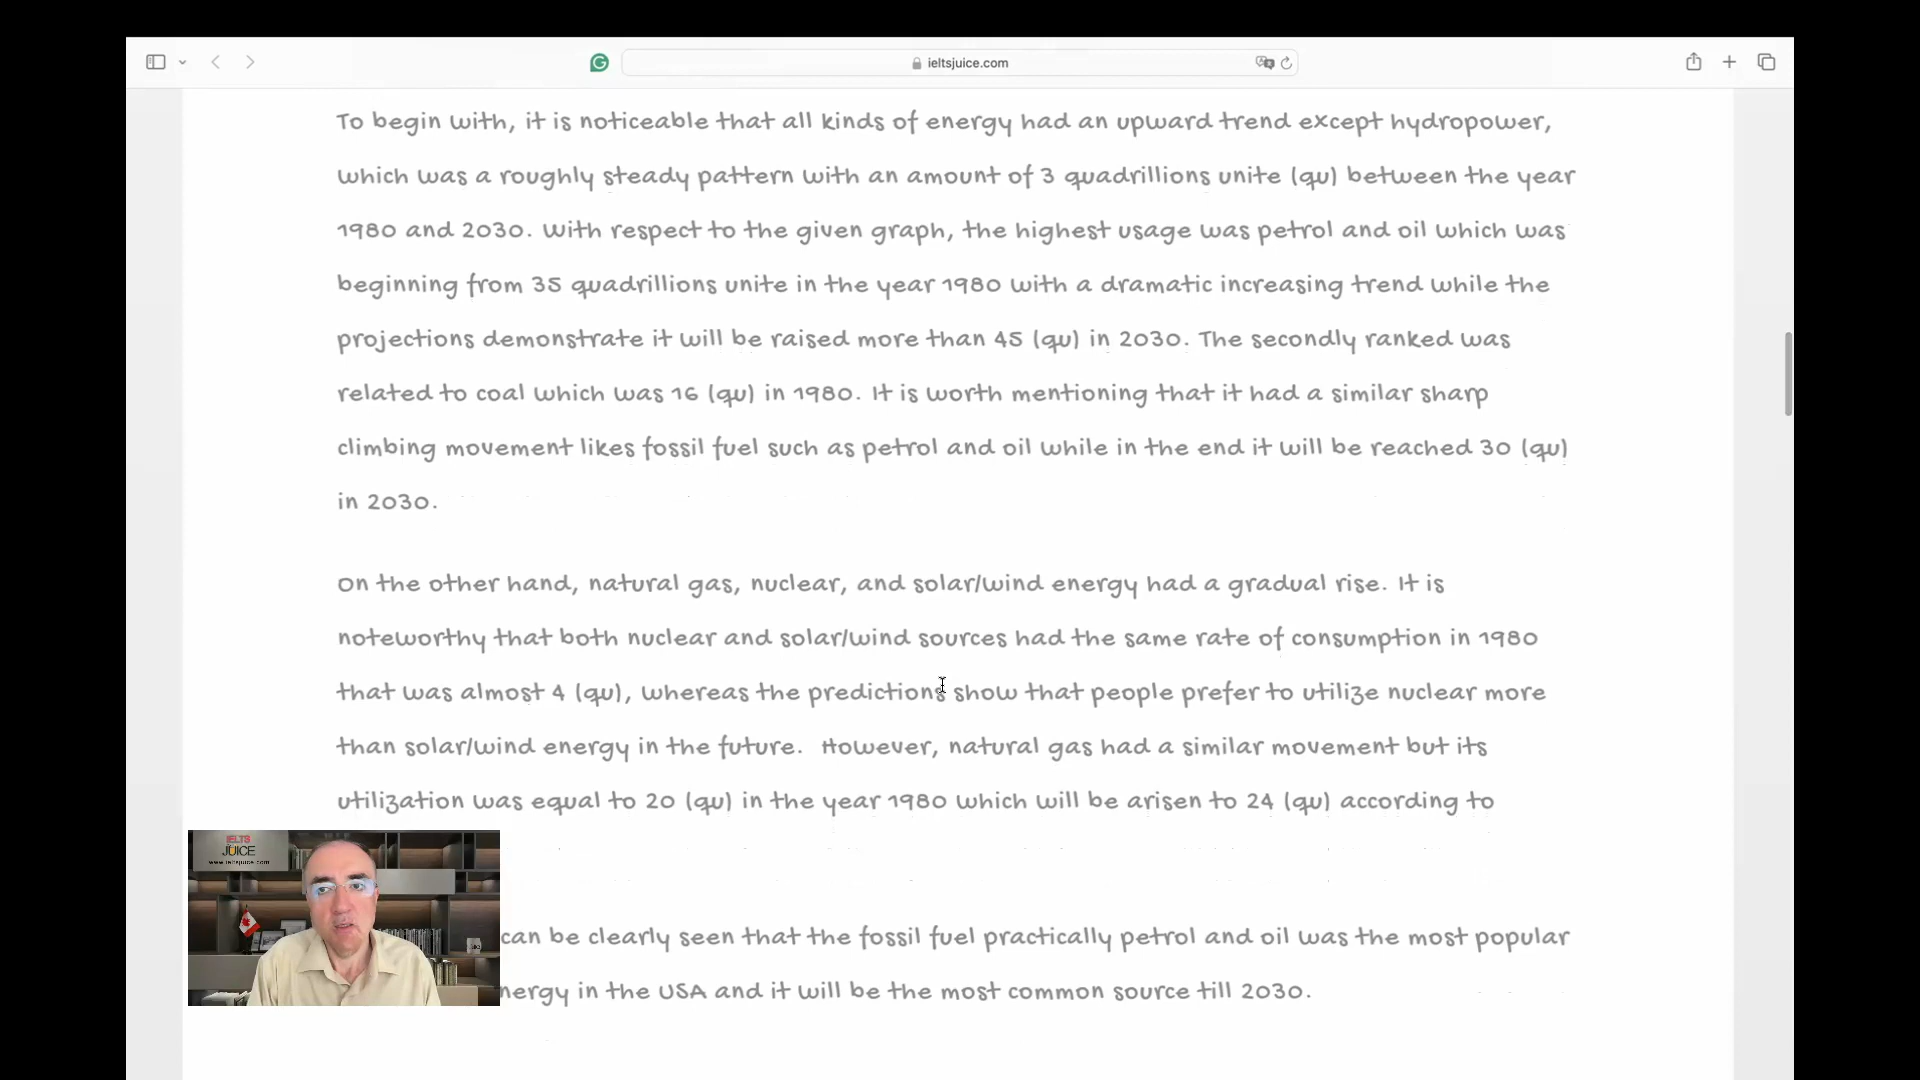 ieltsjuice.com
To begin with, it is noticeable that all kinds of energy had an upward trend except hydropower,
which was a roughly steady pattern with an amount of 3 quadrillions unite (qu) between the year
1980 and 2030. With respect to the given graph, the highest usage was petrol and oil which was
beginning from 35 quadrillions unite in the year 1980 with a dramatic increasing trend while the
projections demonstrate it will be raised more than 45 (qu) in 2030. The secondly ranked was
related to coal which was 16 (qu) in 1980. It is worth mentioning that it had a similar sharp
climbing movement likes fossil fuel such as petrol and oil while in the end it will be reached 30 (qu)
in 2030.
On the other hand, natural gas, nuclear, and solar/wind energy had a gradual rise. It is
noteworthy that both nuclear and solar/wind sources had the same rate of consumption in 1980
that was almost 4 (qu), whereas the predictions show that people prefer to utilize nuclear more
than solar/wind energy in the future. However, natural gas had a similar movement but its
utilization was equal to 20 (qu) in the year 1980 which will be arisen to 24 (qu) according to
IELTS
JUICE
www.ieltsjuice.com
can be clearly seen that the fossil fuel practically petrol and oil was the most popular
nergy in the USA and it will be the most common source till 2030.